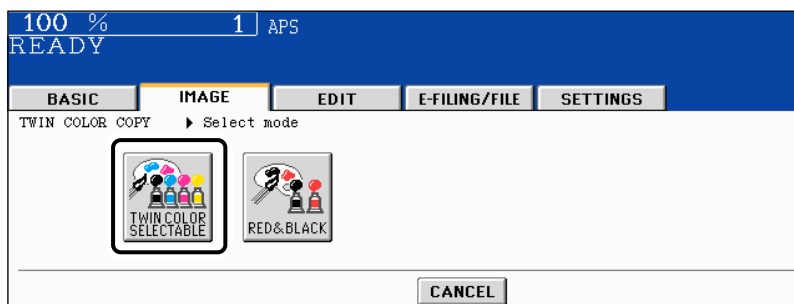 100 % 1 APS
READY
BASIC IMAGE EDIT E-FILING/FILE SETTINGS
TWIN COLOR COPY ▶ Select mode
TWIN COLOR
SELECTABLE
RED&BLACK
CANCEL